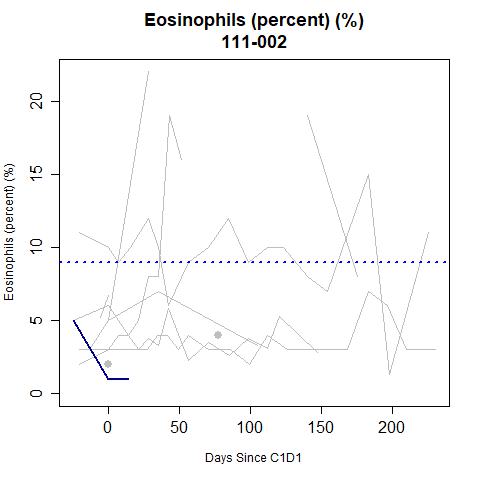 Eosinophils (percent) (%)
111-002
Eosinophils (percent) (%)
20
15
10
5
0
0 50 100 150 200
Days Since C1D1